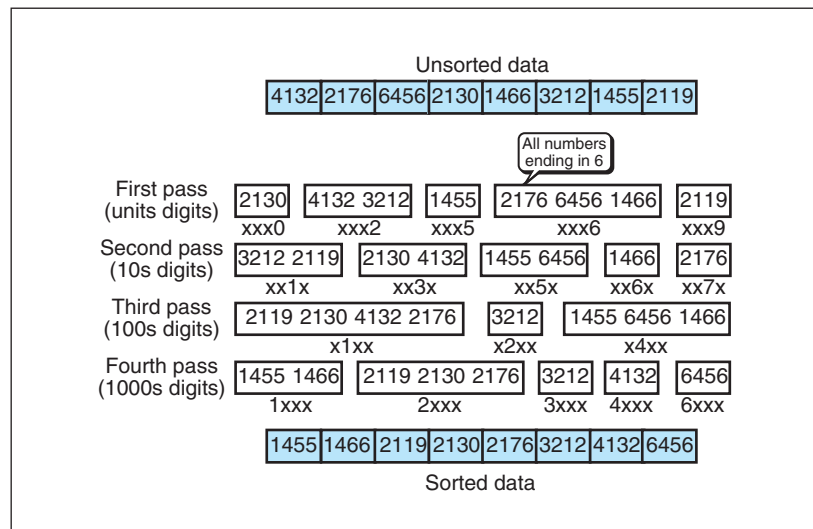 Unsorted data
4132 2176 6456 2130 1466 3212 1455 2119
All numbers
ending in 6
First pass
(units digits)
2130 4132 3212 1455 2176 6456 1466 2119
xxx0 xxx2 xxx5 xxx6 xxx9
Second pass
(10s digits)
3212 2119 2130 4132 1455 6456 1466 2176
xx1x xx3x xx5x xx6x xx7x
Third pass
(100s digits)
2119 2130 4132 2176 3212 1455 6456 1466
x1xx x2xx x4xx
Fourth pass
(1000s digits)
1455 1466 2119 2130 2176 3212 4132 6456
1xxx 2xxx 3xxx 4xxx 6xxx
1455 1466 2119 2130 2176 3212 4132 6456
Sorted data